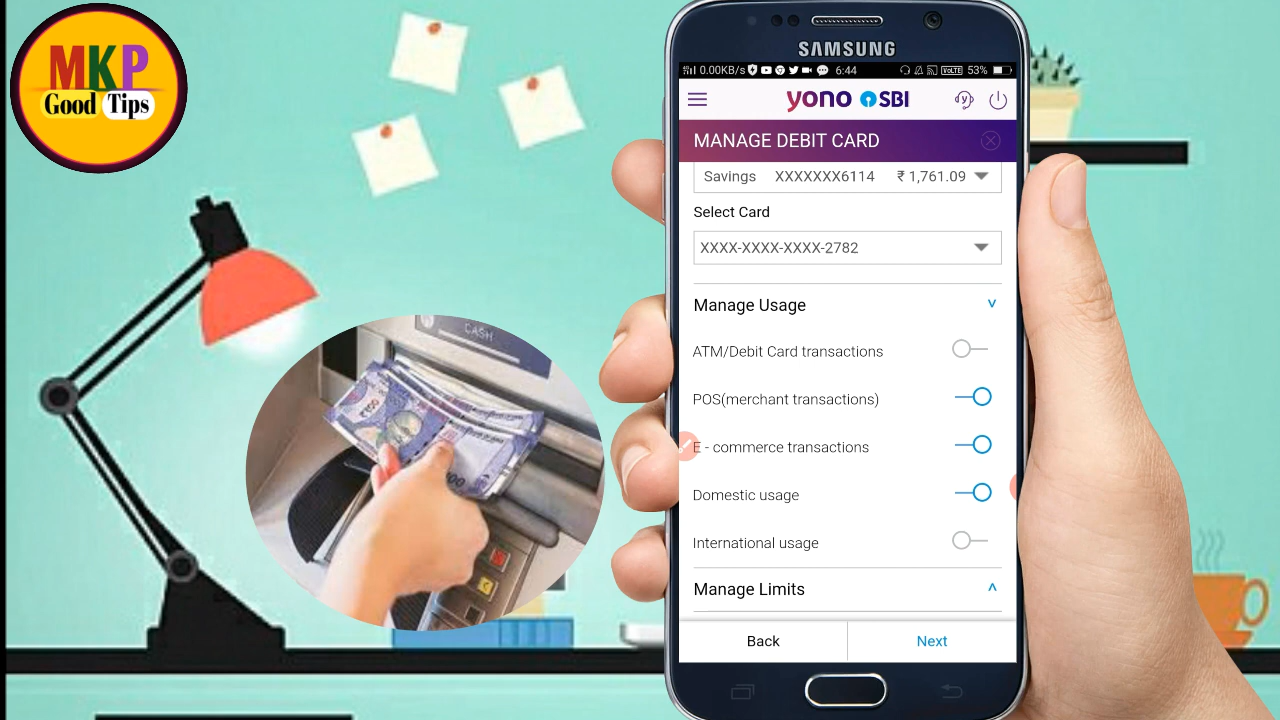 MKP
Good Tips
SAMSUNG
0.00KB/s 6:44 VoLTE 53%
yono SBI
MANAGE DEBIT CARD
Savings XXXXXXX6114 ₹ 1,761.09
Select Card
XXXX-XXXX-XXXX-2782
Manage Usage
ATM/Debit Card transactions
POS(merchant transactions)
E - commerce transactions
Domestic usage
International usage
Manage Limits
Back Next
CASH
₹100